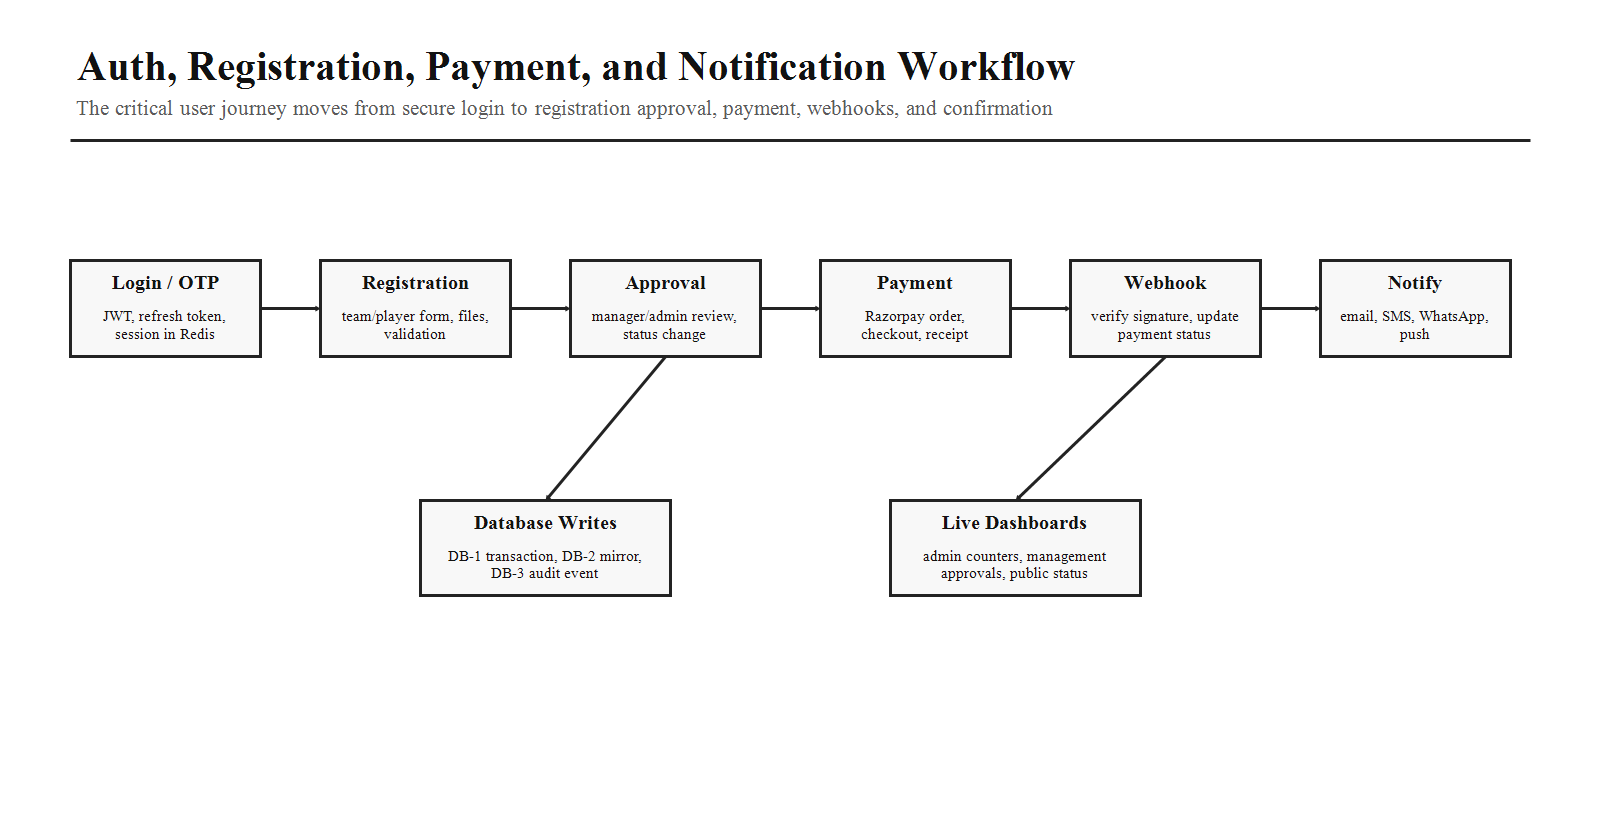 Auth, Registration, Payment, and Notification Workflow
The critical user journey moves from secure login to registration approval, payment, webhooks, and confirmation
Login / OTP
JWT, refresh token,
session in Redis
Registration
team/player form, files,
validation
Approval
manager/admin review,
status change
Payment
Razorpay order,
checkout, receipt
Webhook
verify signature, update
payment status
Notify
email, SMS, WhatsApp,
push
Database Writes
DB-1 transaction, DB-2 mirror,
DB-3 audit event
Live Dashboards
admin counters, management
approvals, public status